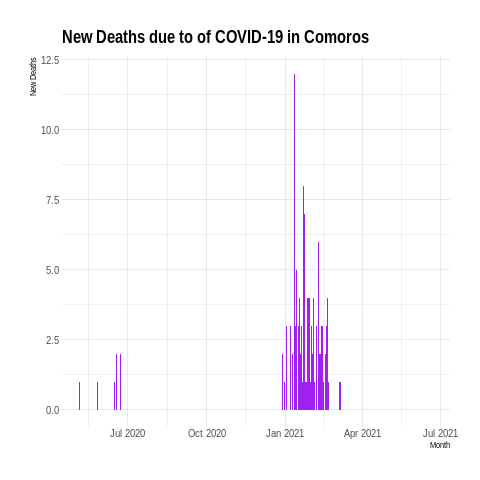 New Deaths due to of COVID-19 in Comoros
New Deaths
12.5
10.0
7.5
5.0
2.5
0.0
Jul 2020 Oct 2020 Jan 2021 Apr 2021 Jul 2021
Month